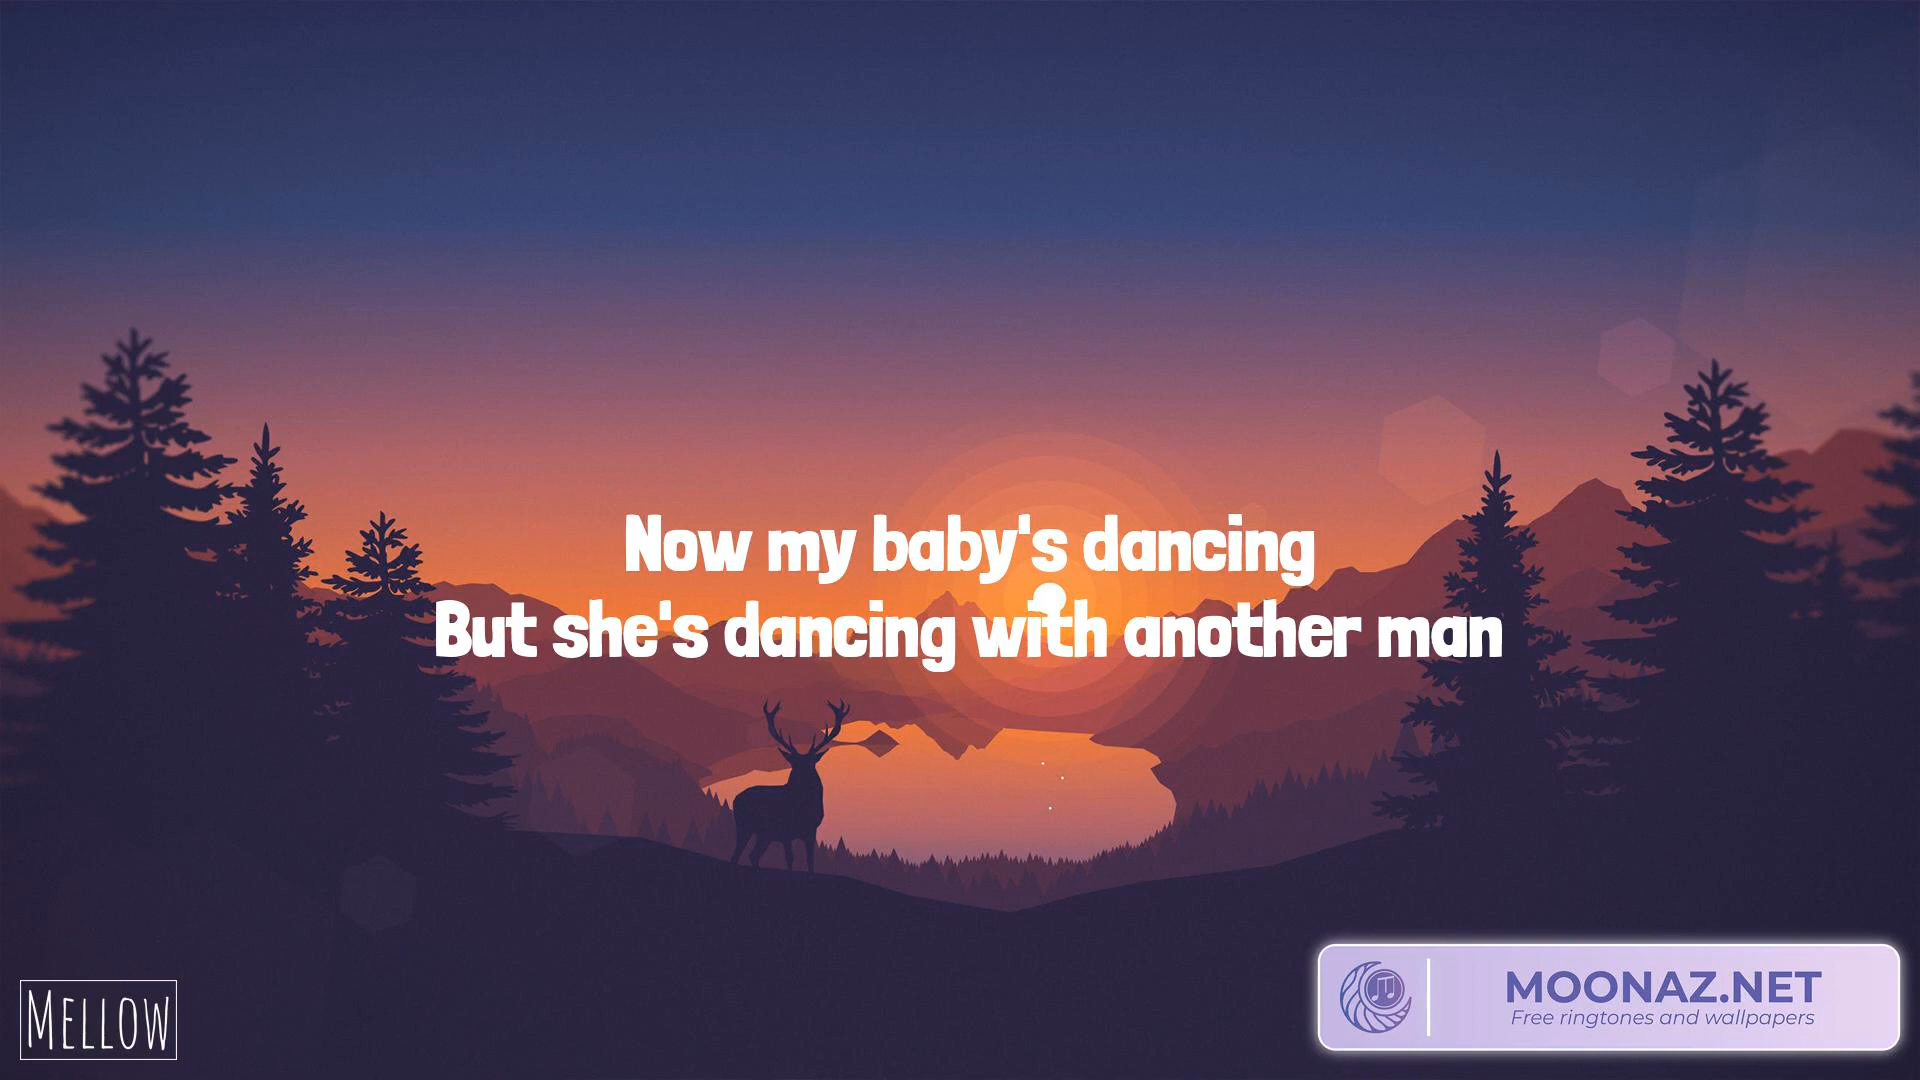 Now my baby's dancing
But she's dancing with another man
MELLOW
MOONAZ.NET
Free ringtones and wallpapers